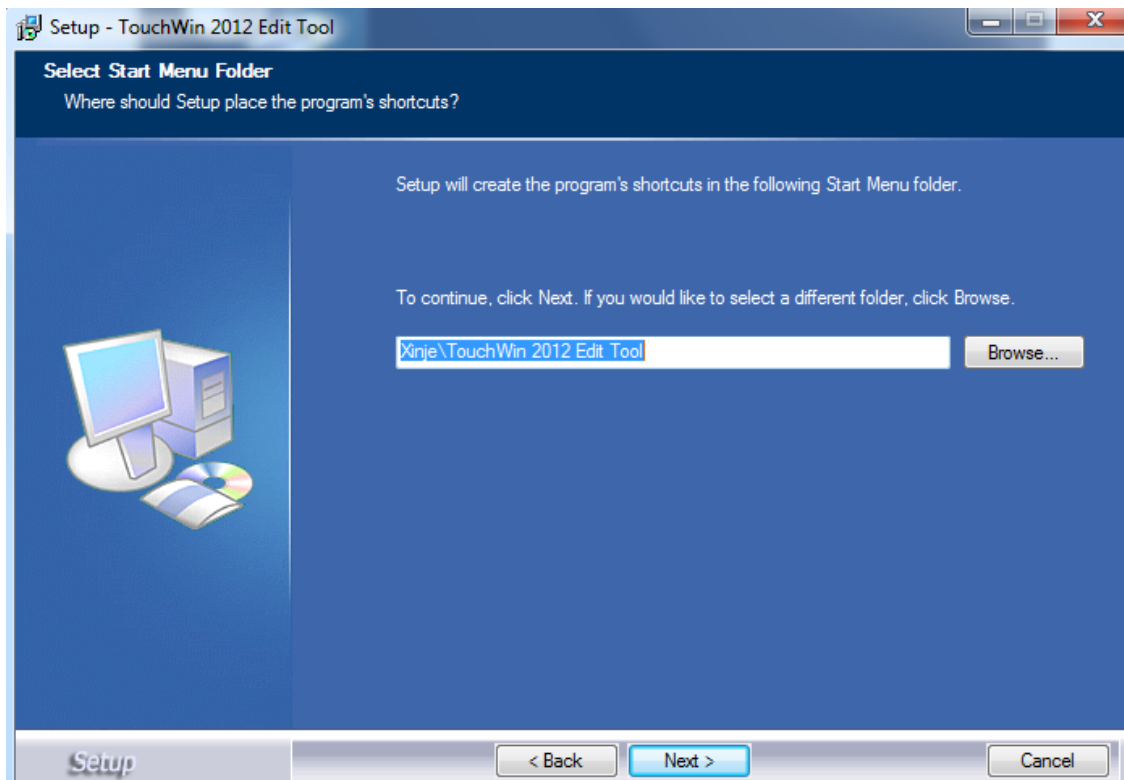 Setup - TouchWin 2012 Edit Tool
Select Start Menu Folder
Where should Setup place the program's shortcuts?
Setup will create the program's shortcuts in the following Start Menu folder.
To continue, click Next. If you would like to select a different folder, click Browse.
Xinje\TouchWin 2012 Edit Tool
Browse...
Setup
< Back
Next >
Cancel